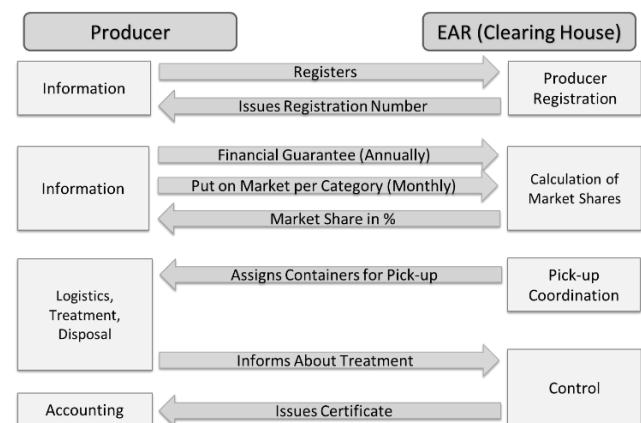 Producer
EAR (Clearing House)
Information
Registers
Issues Registration Number
Producer
Registration
Information
Financial Guarantee (Annually)
Put on Market per Category (Monthly)
Market Share in %
Calculation of
Market Shares
Logistics,
Treatment,
Disposal
Assigns Containers for Pick-up
Pick-up
Coordination
Informs About Treatment
Control
Accounting
Issues Certificate